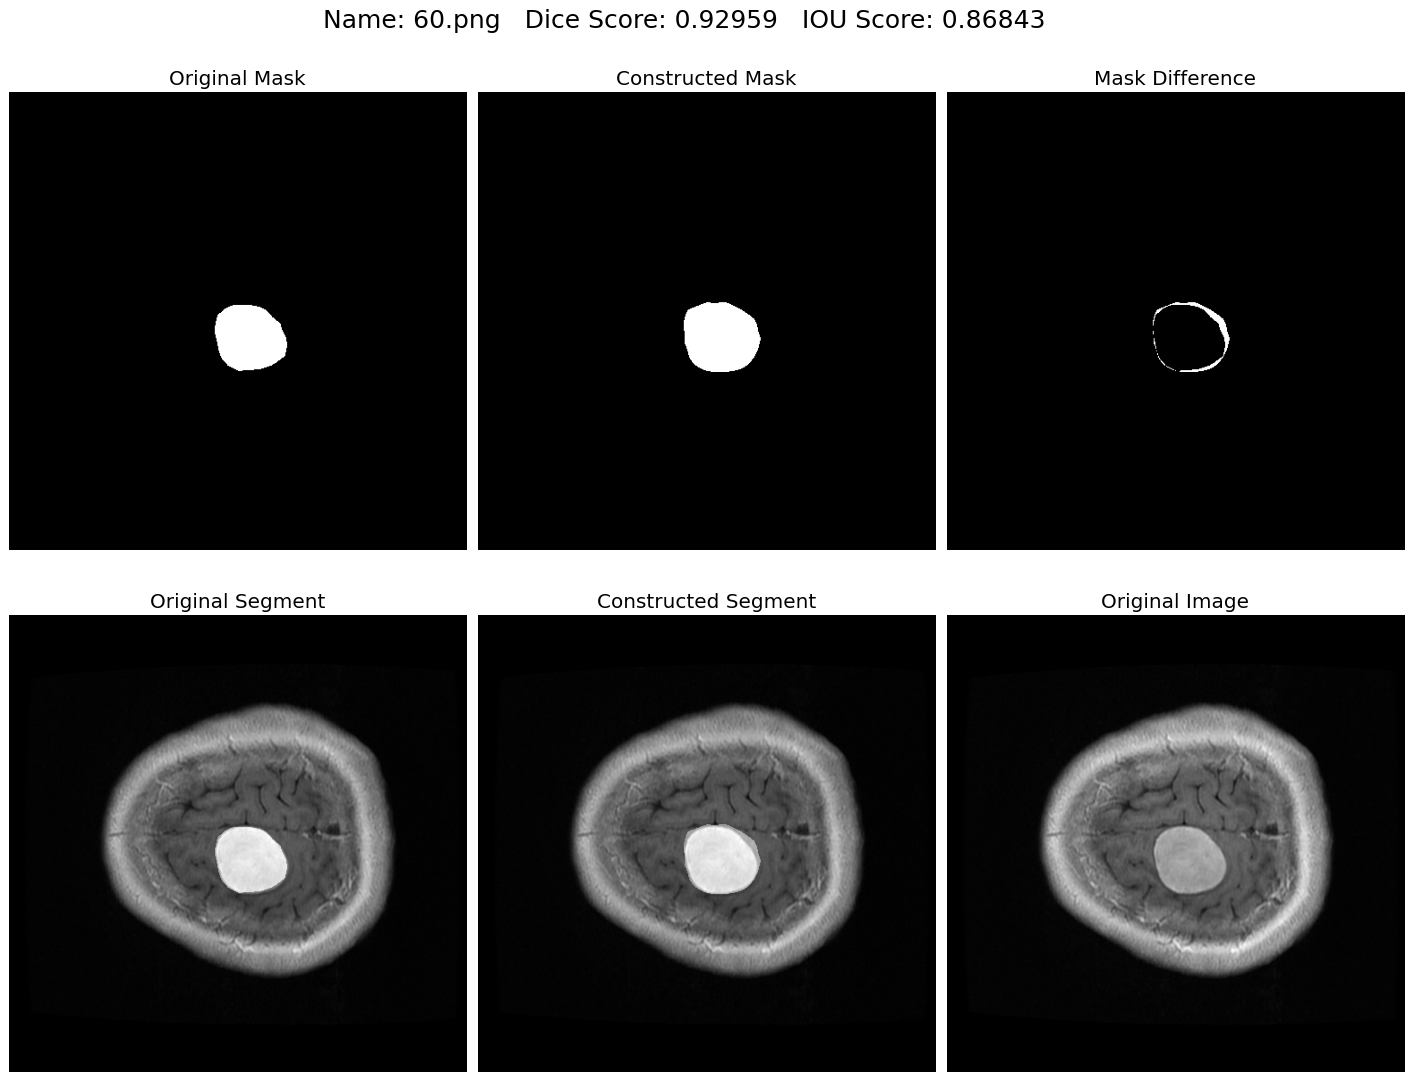 Name: 60.png   Dice Score: 0.92959   IOU Score: 0.86843
Original Mask
Constructed Mask
Mask Difference
Original Segment
Constructed Segment
Original Image